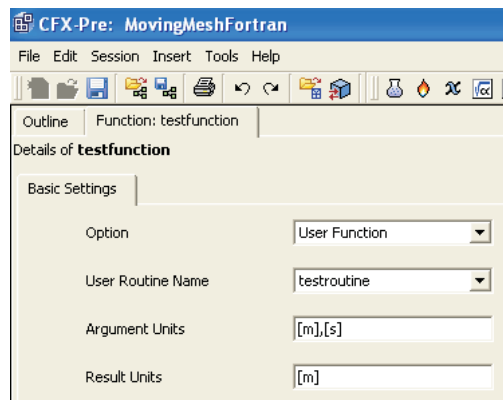 CFX-Pre: MovingMeshFortran
File Edit Session Insert Tools Help
Outline Function: testfunction
Details of testfunction
Basic Settings
Option User Function
User Routine Name testroutine
Argument Units [m],[s]
Result Units [m]